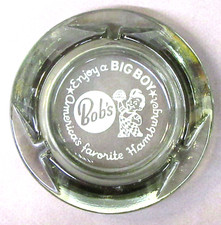 ★Enjoy a BIG BOY★
Bob's
America's favorite Hamburger